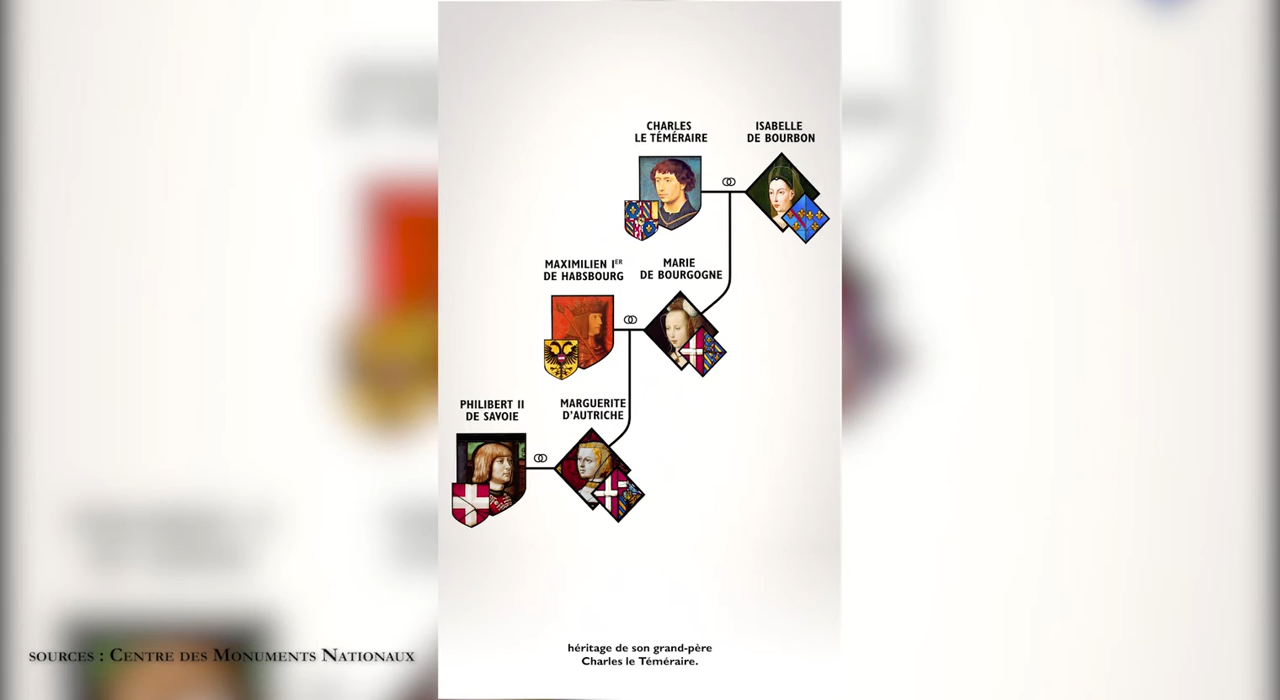 CHARLES
LE TÉMÉRAIRE
ISABELLE
DE BOURBON
MAXIMILIEN IER
DE HABSBOURG
MARIE
DE BOURGOGNE
PHILIBERT II
DE SAVOIE
MARGUERITE
D'AUTRICHE
héritage de son grand-père
Charles le Téméraire.
sources : Centre des Monuments Nationaux